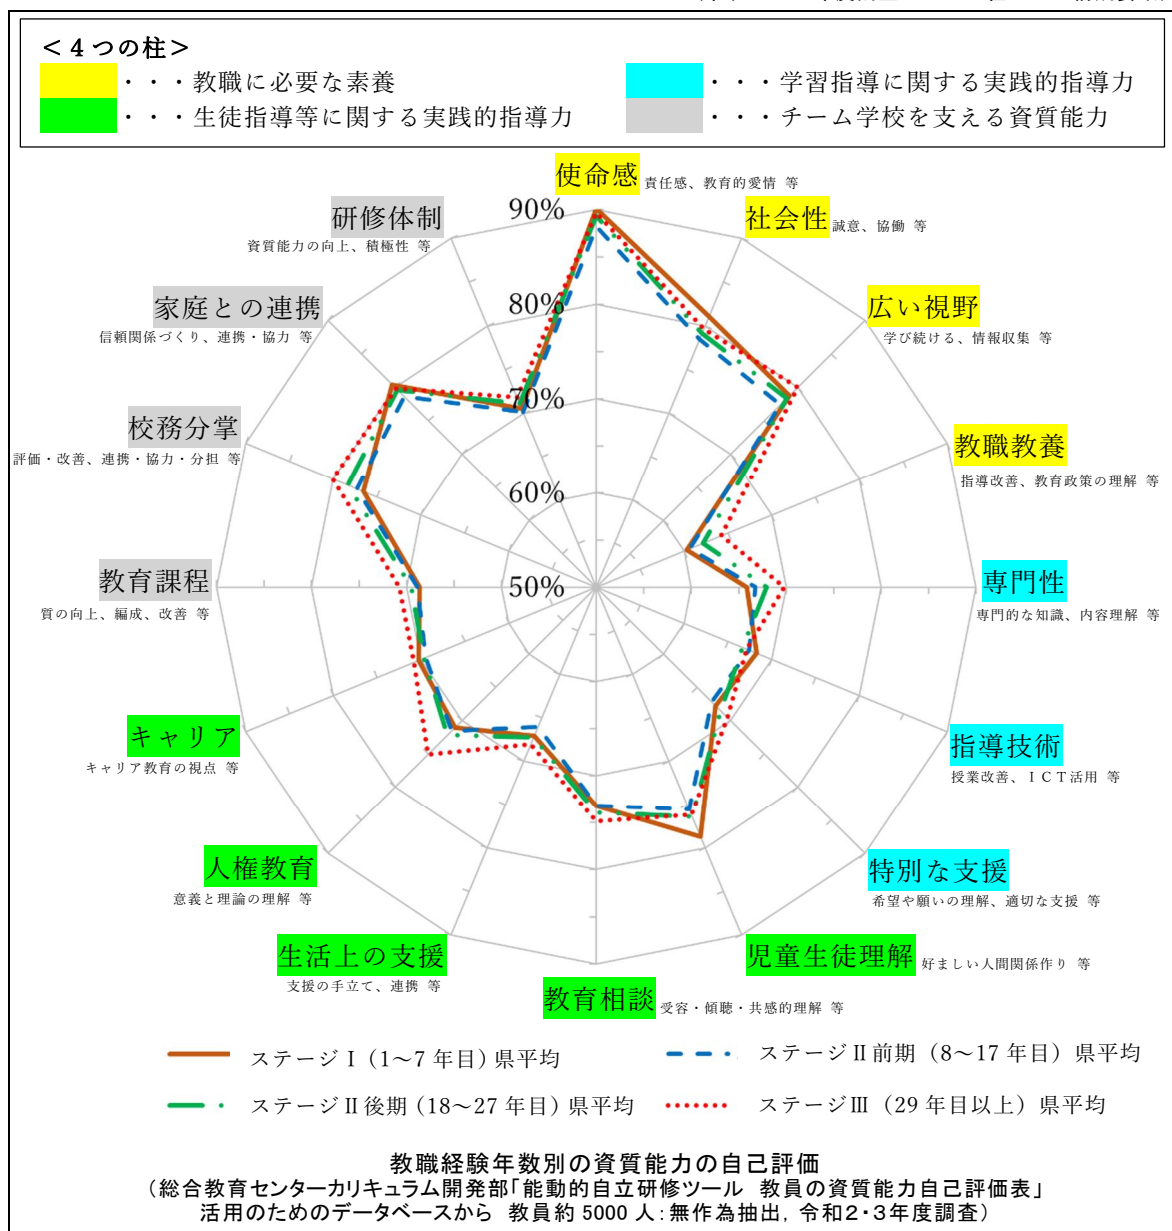 <4つの柱>
・・・教職に必要な素養
・・・学習指導に関する実践的指導力
・・・生徒指導等に関する実践的指導力
・・・チーム学校を支える資質能力
使命感 責任感、教育的愛情 等
社会性 誠意、協働 等
広い視野
学び続ける、情報収集 等
教職教養
指導改善、教育政策の理解 等
専門性
専門的な知識、内容理解 等
指導技術
授業改善、ICT活用 等
特別な支援
希望や願いの理解、適切な支援 等
児童生徒理解 好ましい人間関係作り 等
教育相談 受容・傾聴・共感的理解 等
生活上の支援
支援の手立て、連携 等
人権教育
意義と理論の理解 等
キャリア
キャリア教育の視点 等
教育課程
質の向上、編成、改善 等
校務分掌
評価・改善、連携・協力・分担 等
家庭との連携
信頼関係づくり、連携・協力 等
研修体制
資質能力の向上、積極性 等
90%
80%
70%
60%
50%
ステージⅠ(1～7年目)県平均
ステージⅡ前期(8～17年目)県平均
ステージⅡ後期(18～27年目)県平均
ステージⅢ(29年目以上)県平均
教職経験年数別の資質能力の自己評価
(総合教育センターカリキュラム開発部「能動的自立研修ツール 教員の資質能力自己評価表」
活用のためのデータベースから 教員約5000人:無作為抽出,令和2・3年度調査)